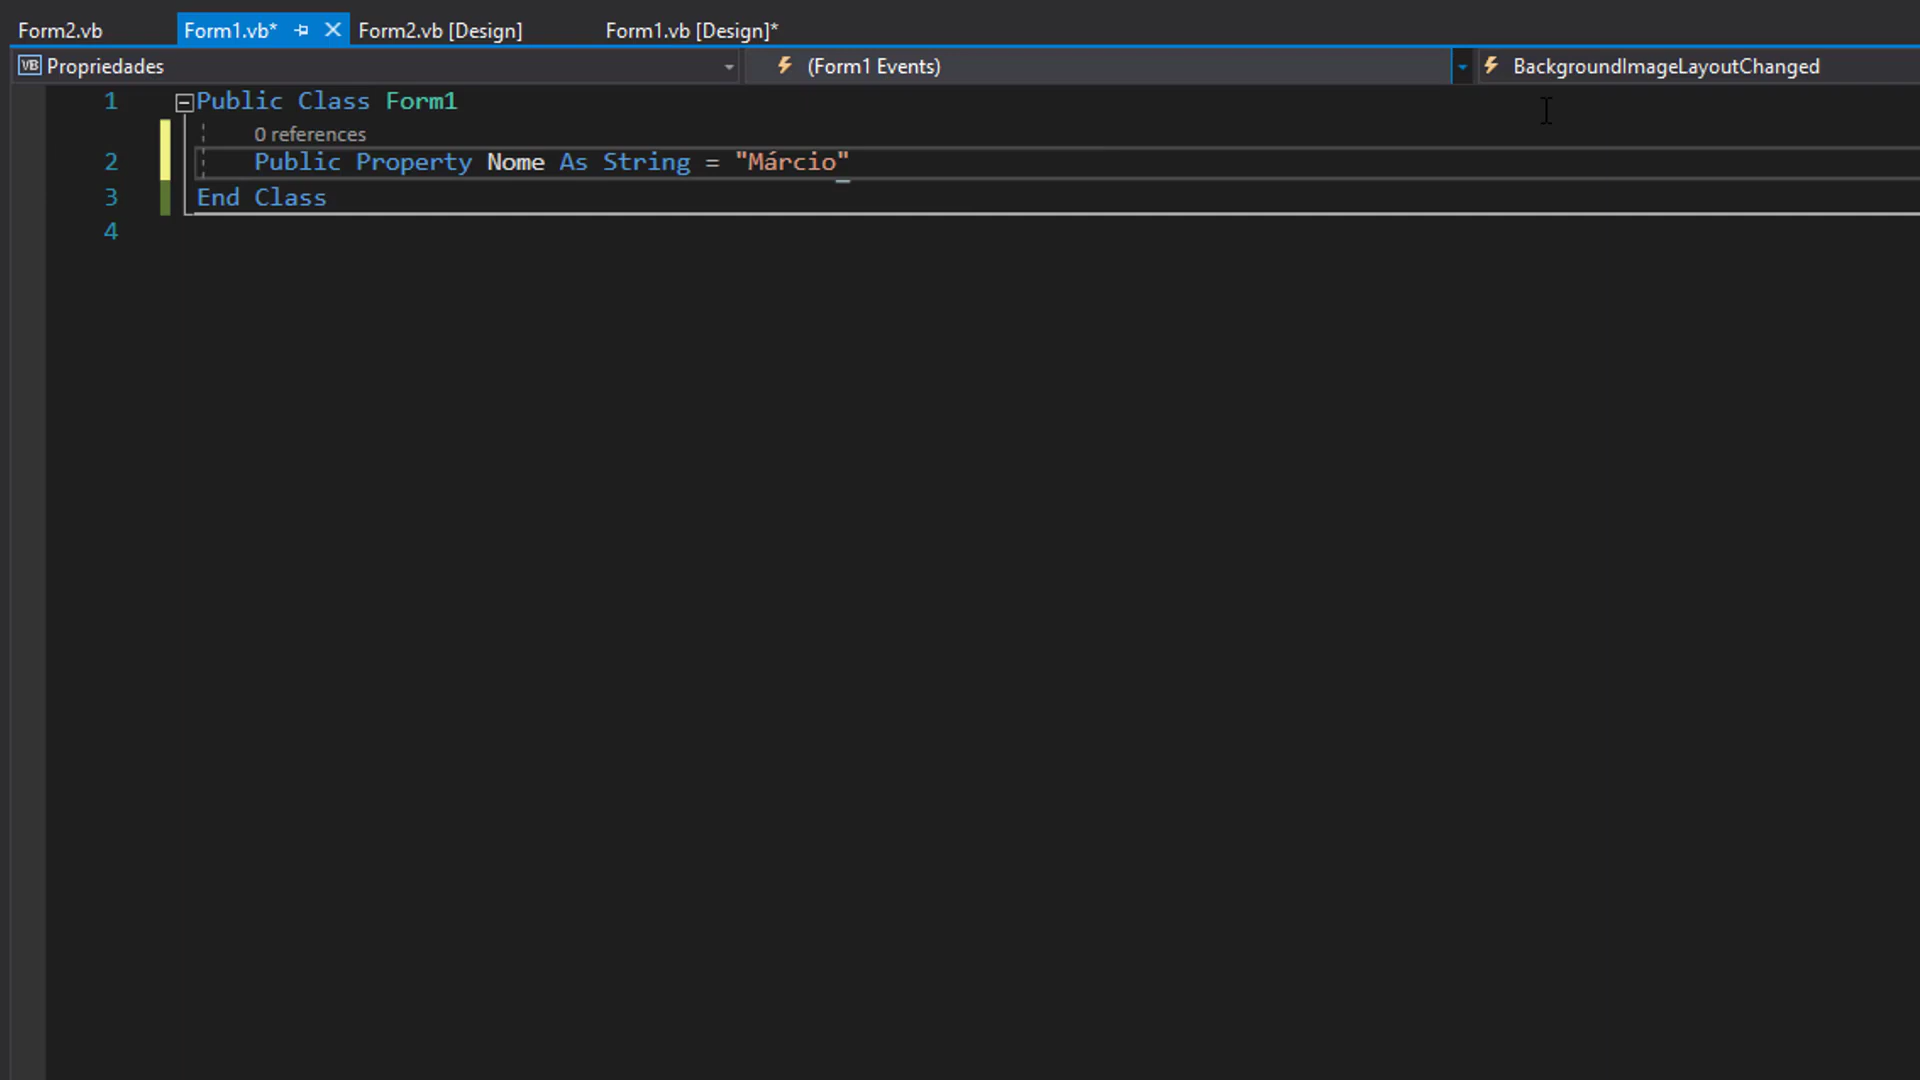 Form2.vb Form1.vb* Form2.vb [Design] Form1.vb [Design]*
VB Propriedades (Form1 Events) BackgroundImageLayoutChanged
1 Public Class Form1
0 references
2 Public Property Nome As String = "Márcio"
3 End Class
4